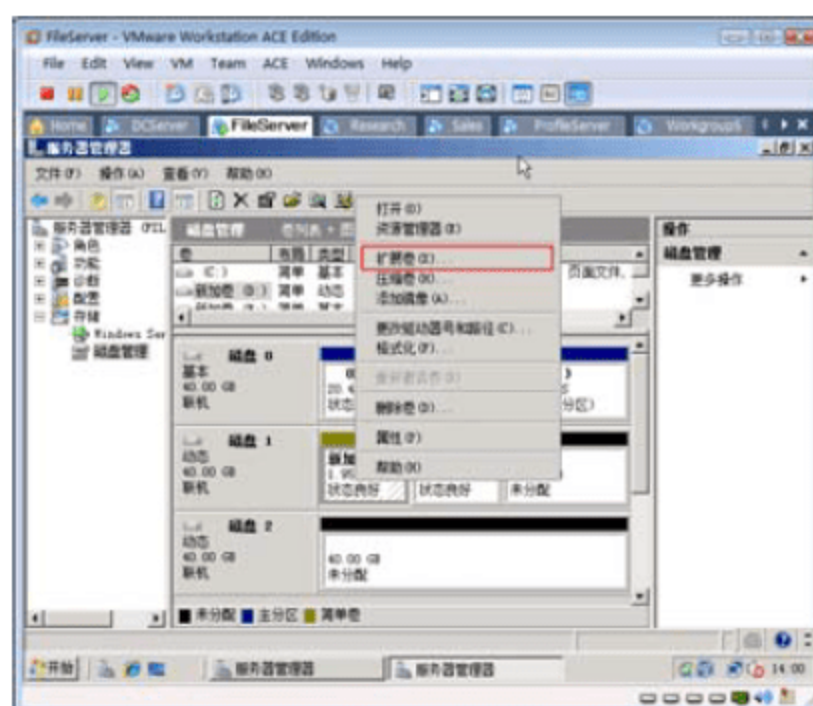 FileServer - VMware Workstation ACE Edition
File Edit View VM Team ACE Windows Help
Home DCServer FileServer Research Sales ProfileServer Workgroup5
服务器管理器
文件(F) 操作(A) 查看(V) 帮助(H)
服务器管理器 (FIL
角色
功能
诊断
配置
存储
Windows Ser
磁盘管理
磁盘管理 卷列表 +
卷 布局 类型
(C:) 简单 基本 页面文件,
新加卷 (D:) 简单 动态
打开(O)
资源管理器(E)
扩展卷(X)...
压缩卷(H)...
添加镜像(A)...
更改驱动器号和路径(C)...
格式化(F)...
删除卷(D)...
属性(P)
帮助(H)
操作
磁盘管理
更多操作
磁盘 0
基本
40.00 GB
联机
磁盘 1
动态
40.00 GB
联机
状态良好 状态良好 未分配
磁盘 2
动态
40.00 GB
联机
40.00 GB
未分配
未分配 主分区 简单卷
开始 服务器管理器 服务器管理器 14:00